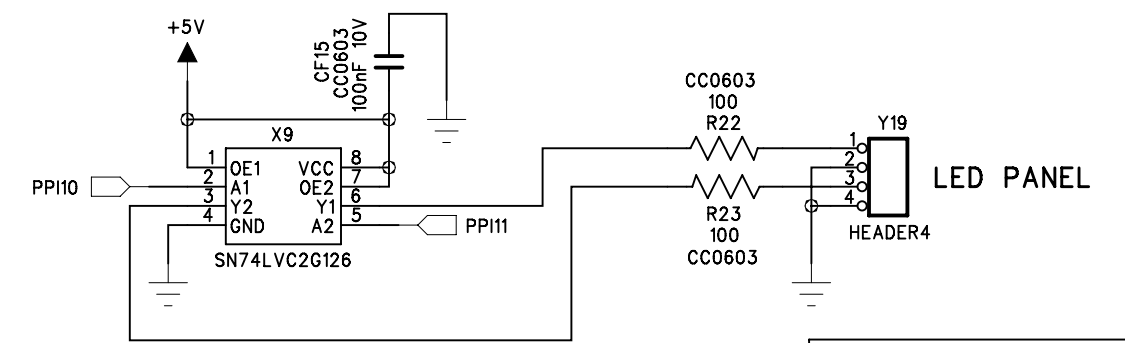 +5V
CF15
CC0603
100nF 10V
X9
1 OE1
2 A1
3 Y2
4 GND
VCC 8
OE2 7
Y1 6
A2 5
SN74LVC2G126
PPI10
PPI11
CC0603
100
R22
R23
100
CC0603
Y19
1
2
3
4
HEADER4
LED PANEL